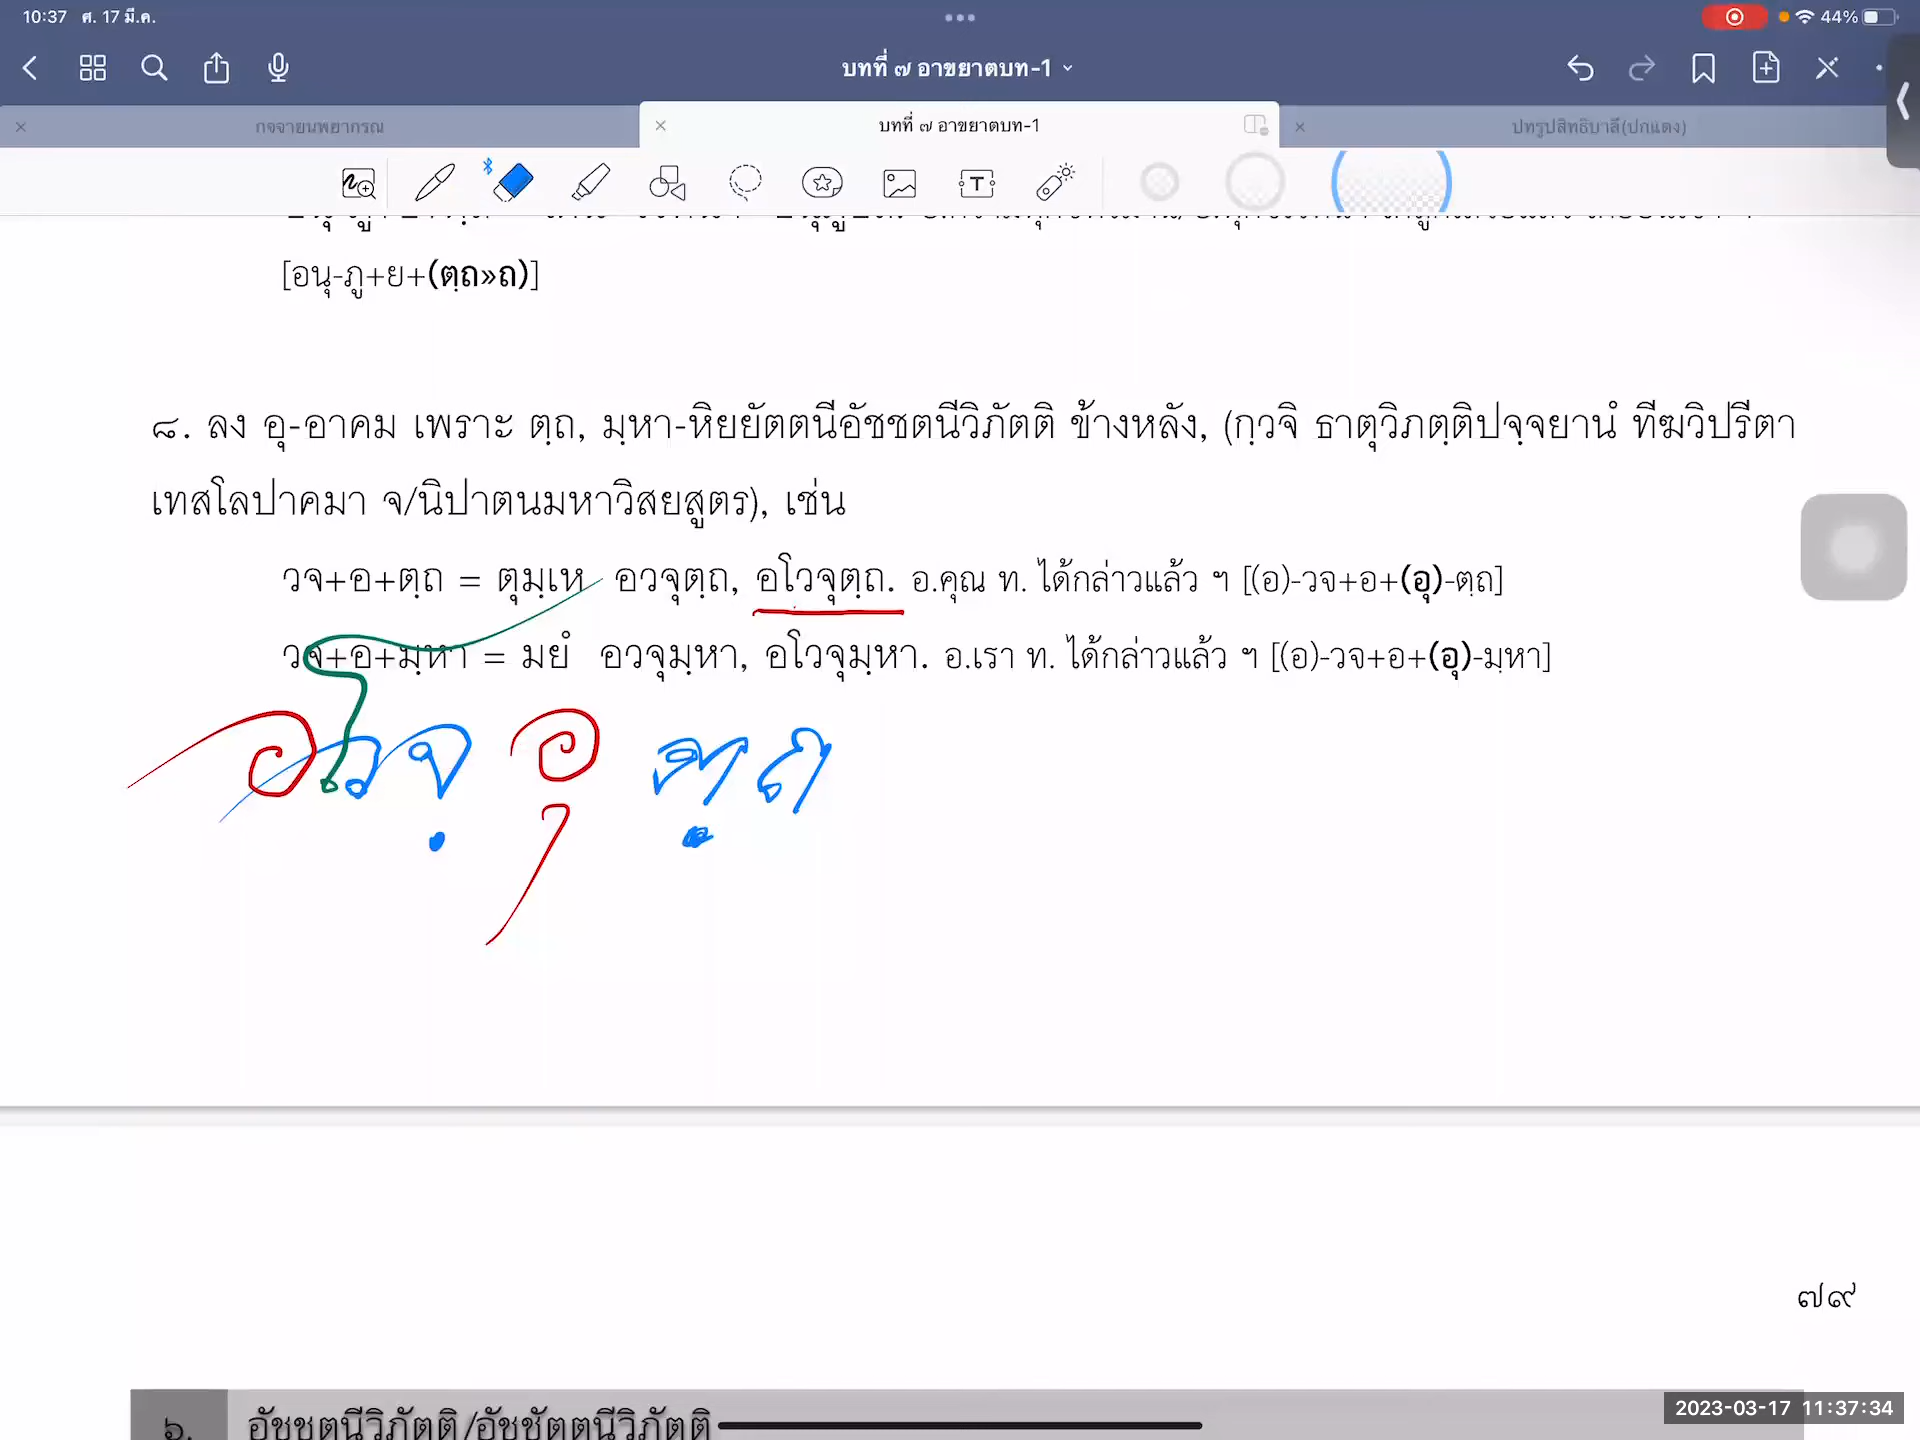 10:37 ศ. 17 มี.ค.
44%
บทที่ ๗ อาขยาตบท-1
กจจายนพยากรณ
บทที่ ๗ อาขยาตบท-1
ปทรูปสิทธิบาลี(ปกแดง)
[อนุ-ภู+ย+(ตฺถ»ถ)]
๘. ลง อุ-อาคม เพราะ ตฺถ, มฺหา-หิยยัตตนีอัชชตนีวิภัตติ ข้างหลัง, (กฺวจิ ธาตุวิภตฺติปจฺจยานํ ทีฆวิปรีตา
เทสโลปาคมา จ/นิปาตนมหาวิสยสูตร), เช่น
วจ+อ+ตฺถ = ตุมฺเห อวจุตฺถ, อโวจุตฺถ. อ.คุณ ท. ได้กล่าวแล้ว ฯ [(อ)-วจ+อ+(อุ)-ตฺถ]
วจ+อ+มฺหา = มยํ อวจุมฺหา, อโวจุมฺหา. อ.เรา ท. ได้กล่าวแล้ว ฯ [(อ)-วจ+อ+(อุ)-มฺหา]
อโวจฺ อุ ตฺถ
๗๙
๖. อัชชตนีวิภัตติ/อัชชัตตนีวิภัตติ
2023-03-17 11:37:34